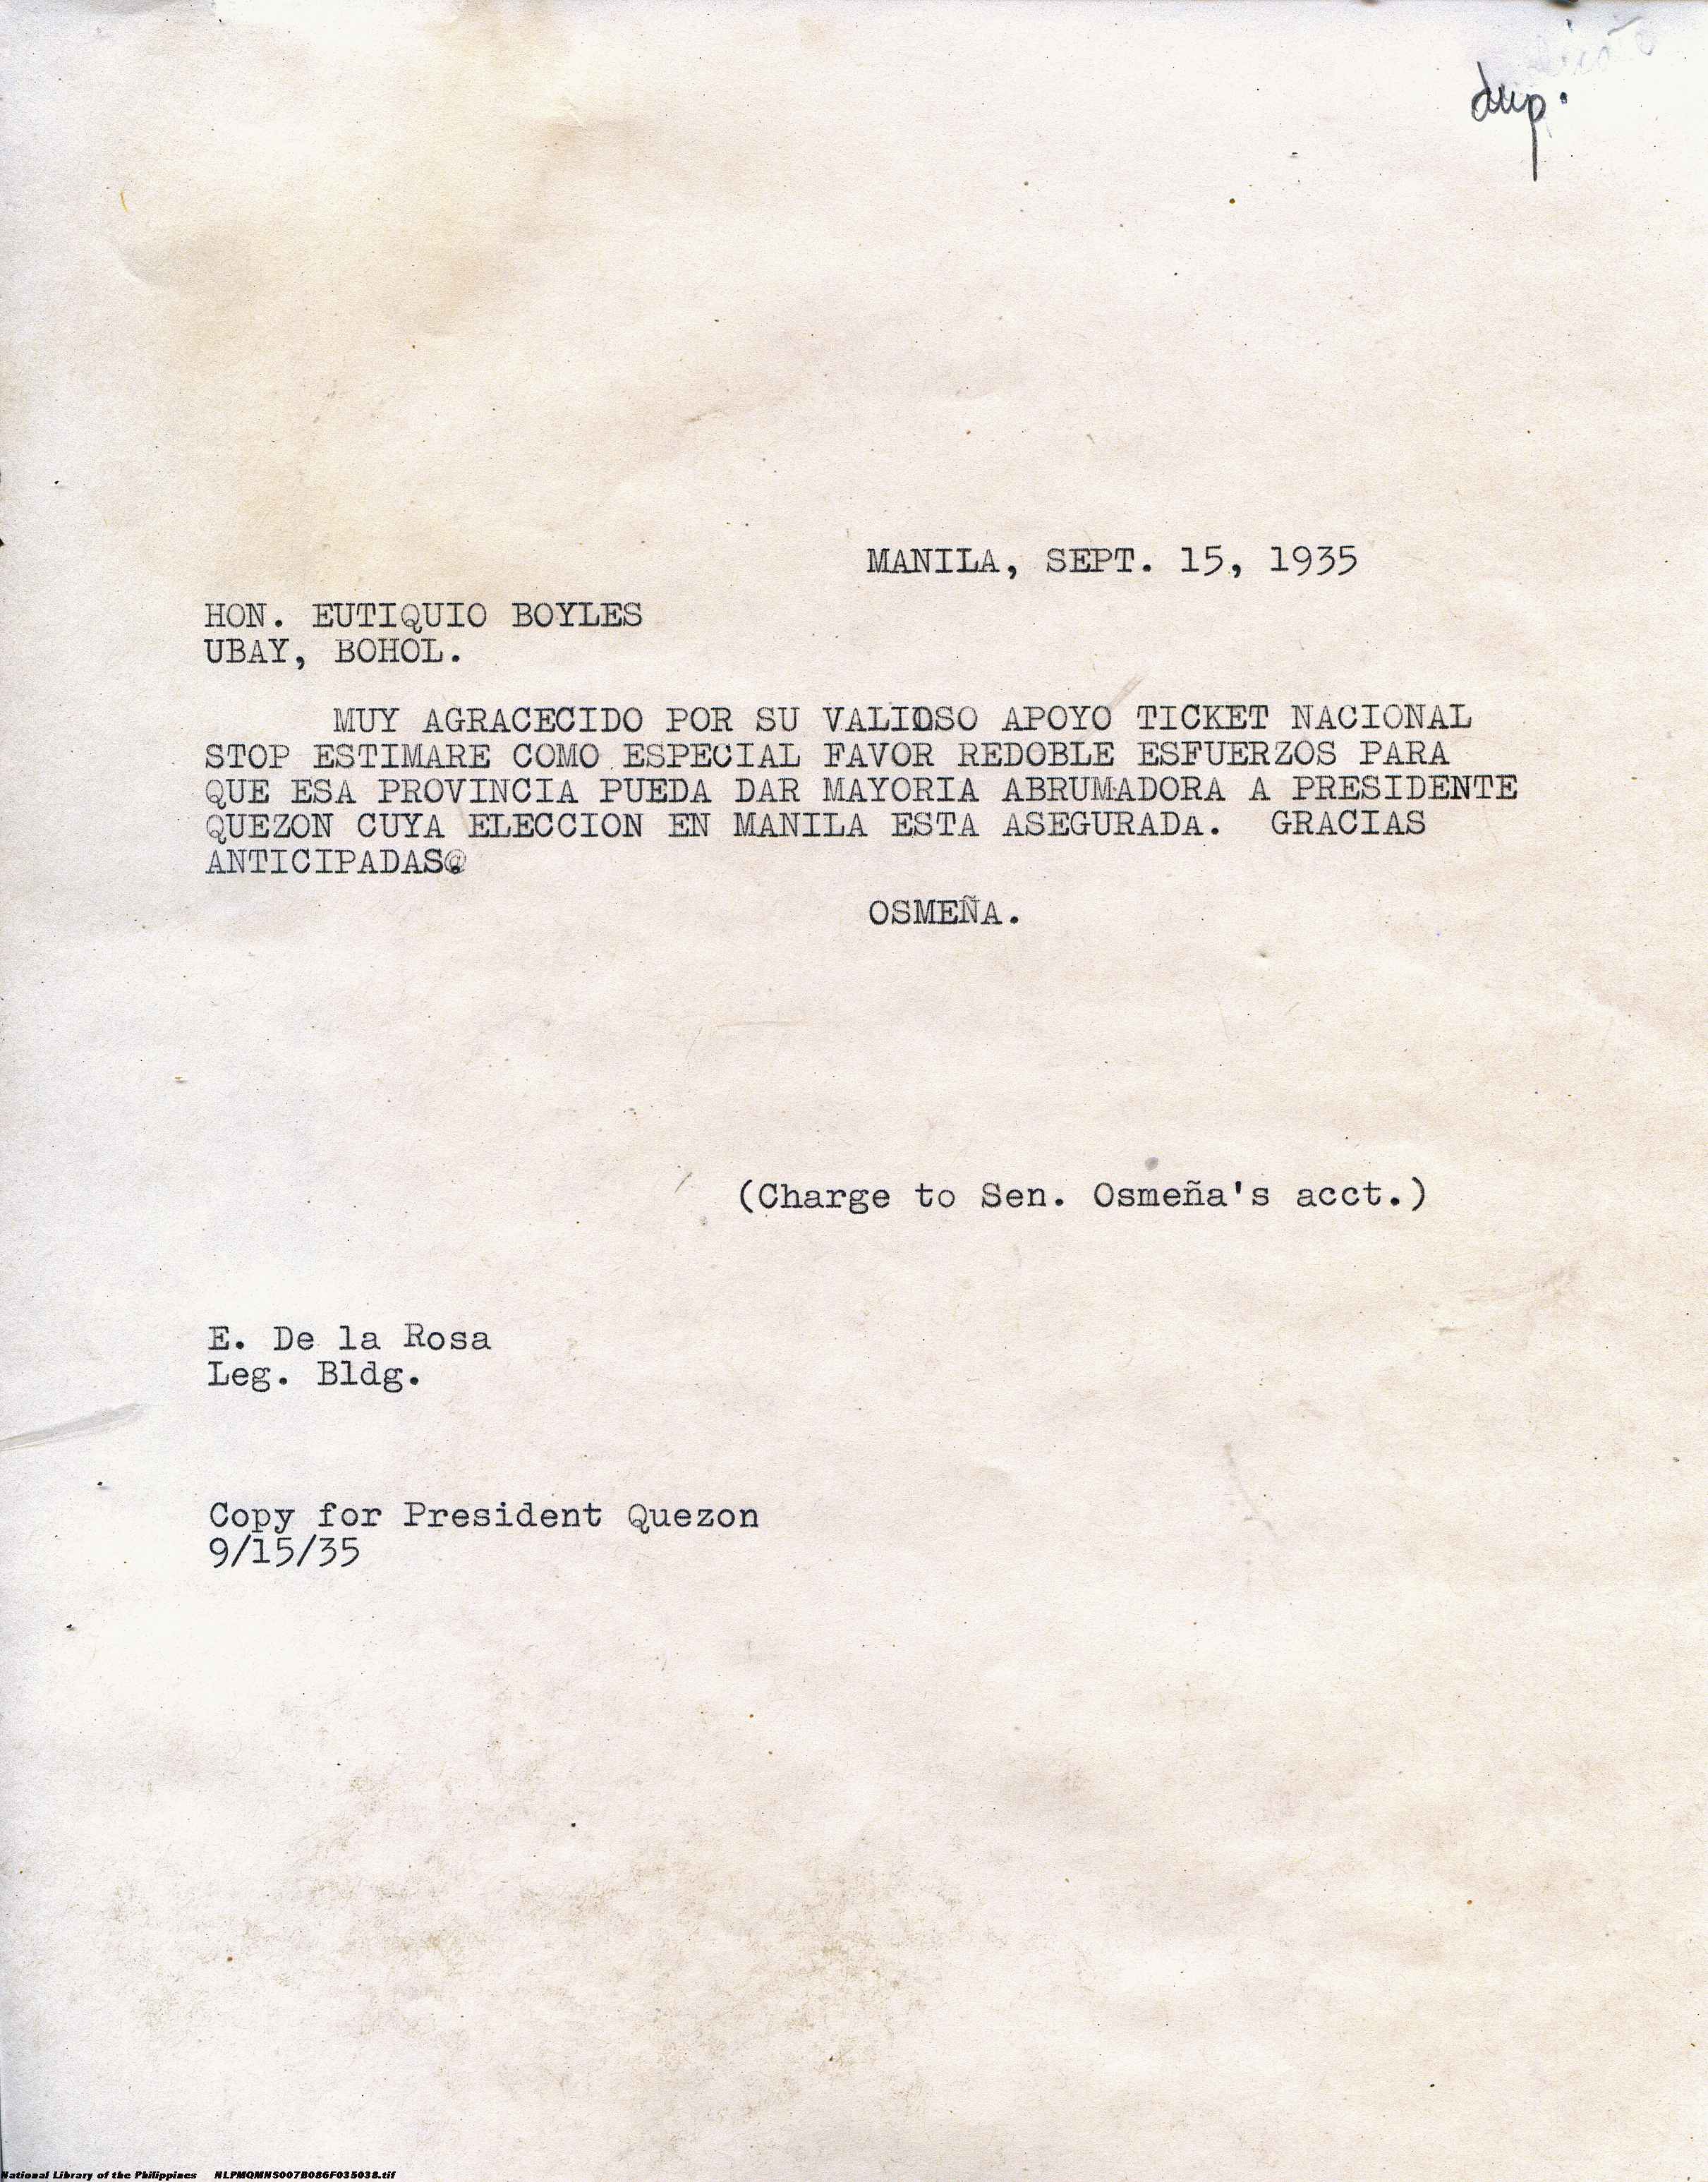 dup.
MANILA, SEPT. 15, 1935
HON. EUTIQUIO BOYLES
UBAY, BOHOL.
MUY AGRACECIDO POR SU VALIOSO APOYO TICKET NACIONAL
STOP ESTIMARE COMO ESPECIAL FAVOR REDOBLE ESFUERZOS PARA
QUE ESA PROVINCIA PUEDA DAR MAYORIA ABRUMADORA A PRESIDENTE
QUEZON CUYA ELECCION EN MANILA ESTA ASEGURADA. GRACIAS
ANTICIPADAS.
OSMEÑA.
(Charge to Sen. Osmeña's acct.)
E. De la Rosa
Leg. Bldg.
Copy for President Quezon
9/15/35
National Library of the Philippines NLPMQMNS007B086F035038.tif